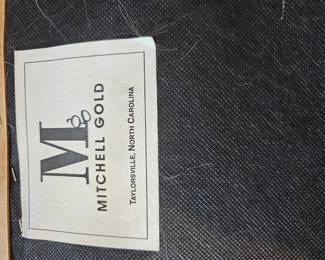 M
MITCHELL GOLD
TAYLORSVILLE, NORTH CAROLINA